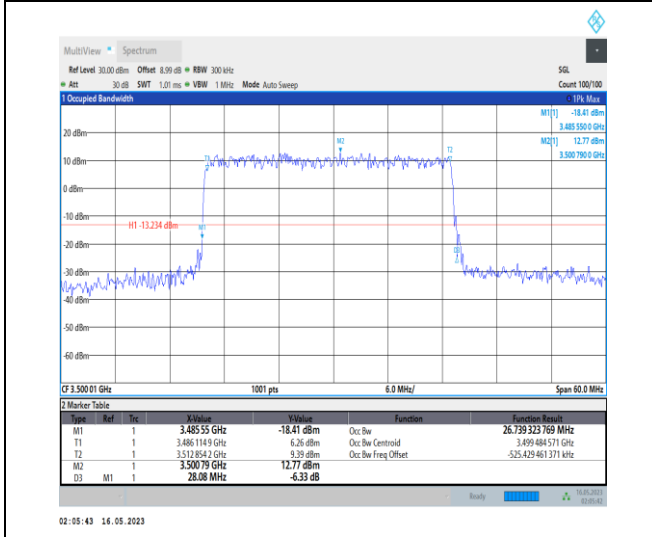 MultiView Spectrum
Ref Level 30.00 dBm Offset 8.99 dB RBW 300 kHz SGL
Att 30 dB SWT 1.01 ms VBW 1 MHz Mode Auto Sweep Count 100/100
1 Occupied Bandwidth 1Pk Max
M1[1] -18.41 dBm
3.485 550 0 GHz
M2[1] 12.77 dBm
3.500 790 0 GHz
20 dBm
M2
T1 T2
10 dBm
0 dBm
-10 dBm
H1 -13.234 dBm M1
-20 dBm
D3
-30 dBm
-40 dBm
-50 dBm
-60 dBm
CF 3.500 01 GHz 1001 pts 6.0 MHz/ Span 60.0 MHz
2 Marker Table
Type Ref Trc X-Value Y-Value Function Function Result
M1 1 3.485 55 GHz -18.41 dBm Occ Bw 26.739 323 769 MHz
T1 1 3.486 114 9 GHz 6.26 dBm Occ Bw Centroid 3.499 484 571 GHz
T2 1 3.512 854 2 GHz 9.39 dBm Occ Bw Freq Offset -525.429 461 371 kHz
M2 1 3.500 79 GHz 12.77 dBm
D3 M1 1 28.08 MHz -6.33 dB
Ready 16.05.2023
02:05:42
02:05:43 16.05.2023